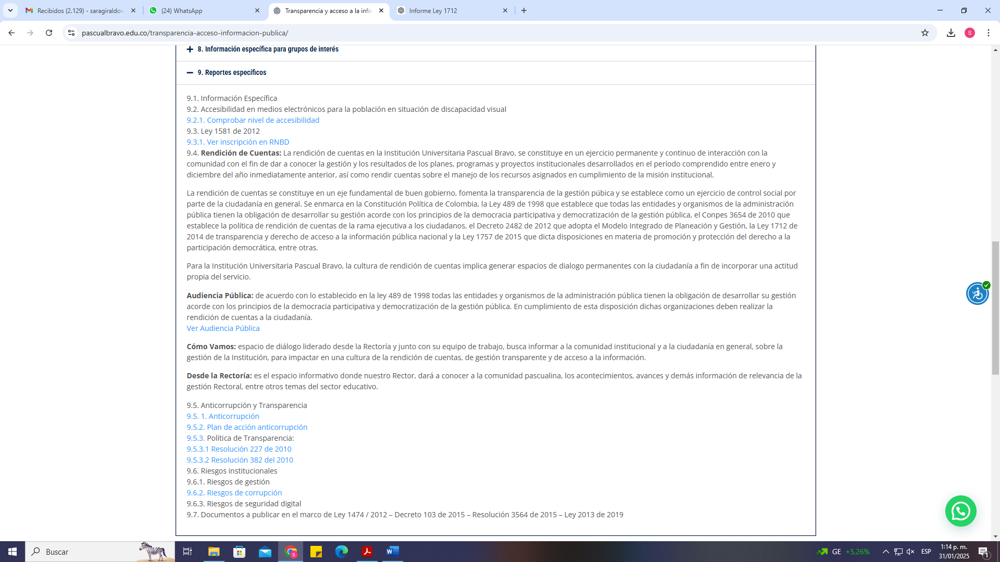 Recibidos (2.129) - saragiraldov
(24) WhatsApp
Transparencia y acceso a la info
Informe Ley 1712
pascualbravo.edu.co/transparencia-acceso-informacion-publica/
S
8. Información específica para grupos de interés
9. Reportes específicos
9.1. Información Específica
9.2. Accesibilidad en medios electrónicos para la población en situación de discapacidad visual
9.2.1. Comprobar nivel de accesibilidad
9.3. Ley 1581 de 2012
9.3.1. Ver inscripción en RNBD
9.4. Rendición de Cuentas: La rendición de cuentas en la Institución Universitaria Pascual Bravo, se constituye en un ejercicio permanente y continuo de interacción con la
comunidad con el fin de dar a conocer la gestión y los resultados de los planes, programas y proyectos institucionales desarrollados en el período comprendido entre enero y
diciembre del año inmediatamente anterior, así como rendir cuentas sobre el manejo de los recursos asignados en cumplimiento de la misión institucional.
La rendición de cuentas se constituye en un eje fundamental de buen gobierno, fomenta la transparencia de la gestión púbica y se establece como un ejercicio de control social por
parte de la ciudadanía en general. Se enmarca en la Constitución Política de Colombia, la Ley 489 de 1998 que establece que todas las entidades y organismos de la administración
pública tienen la obligación de desarrollar su gestión acorde con los principios de la democracia participativa y democratización de la gestión pública, el Conpes 3654 de 2010 que
establece la política de rendición de cuentas de la rama ejecutiva a los ciudadanos, el Decreto 2482 de 2012 que adopta el Modelo Integrado de Planeación y Gestión, la Ley 1712 de
2014 de transparencia y derecho de acceso a la información pública nacional y la Ley 1757 de 2015 que dicta disposiciones en materia de promoción y protección del derecho a la
participación democrática, entre otras.
Para la Institución Universitaria Pascual Bravo, la cultura de rendición de cuentas implica generar espacios de dialogo permanentes con la ciudadanía a fin de incorporar una actitud
propia del servicio.
Audiencia Pública: de acuerdo con lo establecido en la ley 489 de 1998 todas las entidades y organismos de la administración pública tienen la obligación de desarrollar su gestión
acorde con los principios de la democracia participativa y democratización de la gestión pública. En cumplimiento de esta disposición dichas organizaciones deben realizar la
rendición de cuentas a la ciudadanía.
Ver Audiencia Pública
Cómo Vamos: espacio de diálogo liderado desde la Rectoría y junto con su equipo de trabajo, busca informar a la comunidad institucional y a la ciudadanía en general, sobre la
gestión de la Institución, para impactar en una cultura de la rendición de cuentas, de gestión transparente y de acceso a la información.
Desde la Rectoría: es el espacio informativo donde nuestro Rector, dará a conocer a la comunidad pascualina, los acontecimientos, avances y demás información de relevancia de la
gestión Rectoral, entre otros temas del sector educativo.
9.5. Anticorrupción y Transparencia
9.5. 1. Anticorrupción
9.5.2. Plan de acción anticorrupción
9.5.3. Política de Transparencia:
9.5.3.1 Resolución 227 de 2010
9.5.3.2 Resolución 382 del 2010
9.6. Riesgos institucionales
9.6.1. Riesgos de gestión
9.6.2. Riesgos de corrupción
9.6.3. Riesgos de seguridad digital
9.7. Documentos a publicar en el marco de Ley 1474 / 2012 – Decreto 103 de 2015 – Resolución 3564 de 2015 – Ley 2013 de 2019
Buscar
GE +5,26%
ESP
1:14 p. m.
31/01/2025
1